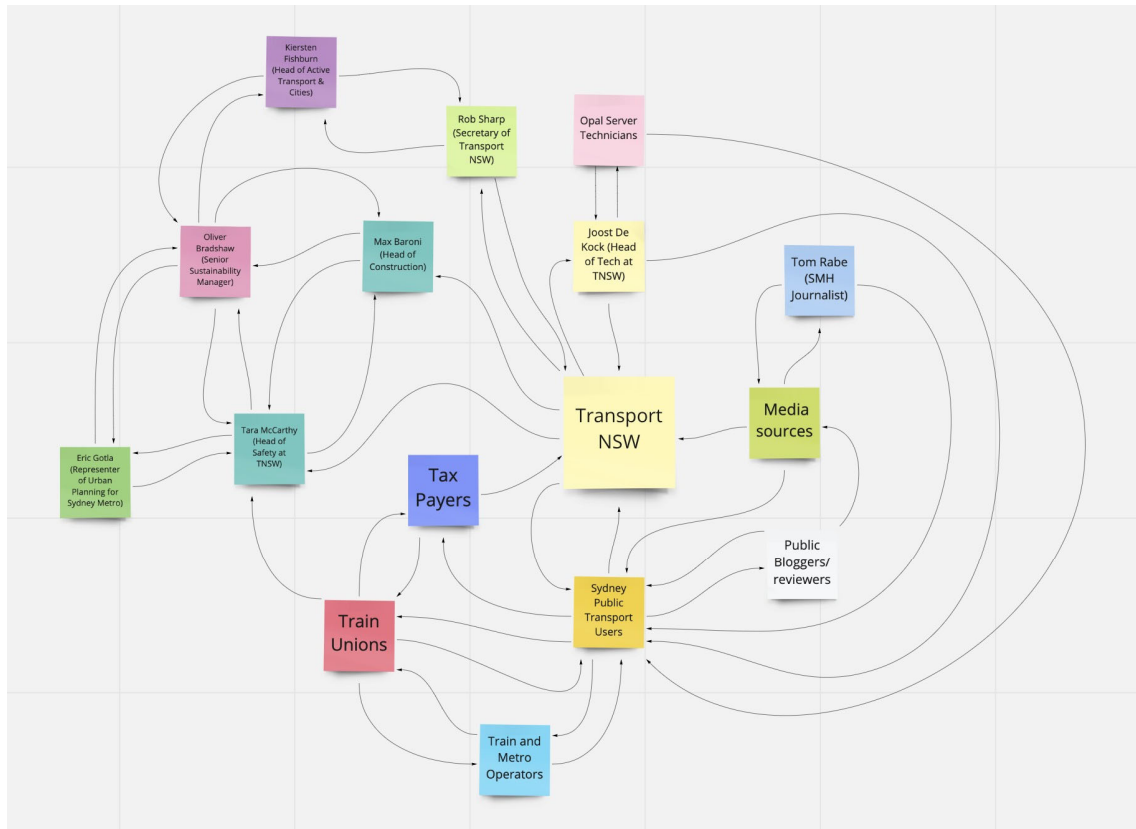 Kiersten
Fishburn
(Head of Active
Transport &
Cities)
Rob Sharp
(Secretary of
Transport
NSW)
Opal Server
Technicians
Oliver
Bradshaw
(Senior
Sustainability
Manager)
Max Baroni
(Head of
Construction)
Joost De
Kock (Head
of Tech at
TNSW)
Tom Rabe
(SMH
Journalist)
Transport
NSW
Media
sources
Tara McCarthy
(Head of
Safety at
TNSW)
Eric Gotla
(Representer
of Urban
Planning for
Sydney Metro)
Tax
Payers
Public
Bloggers/
reviewers
Sydney
Public
Transport
Users
Train
Unions
Train and
Metro
Operators